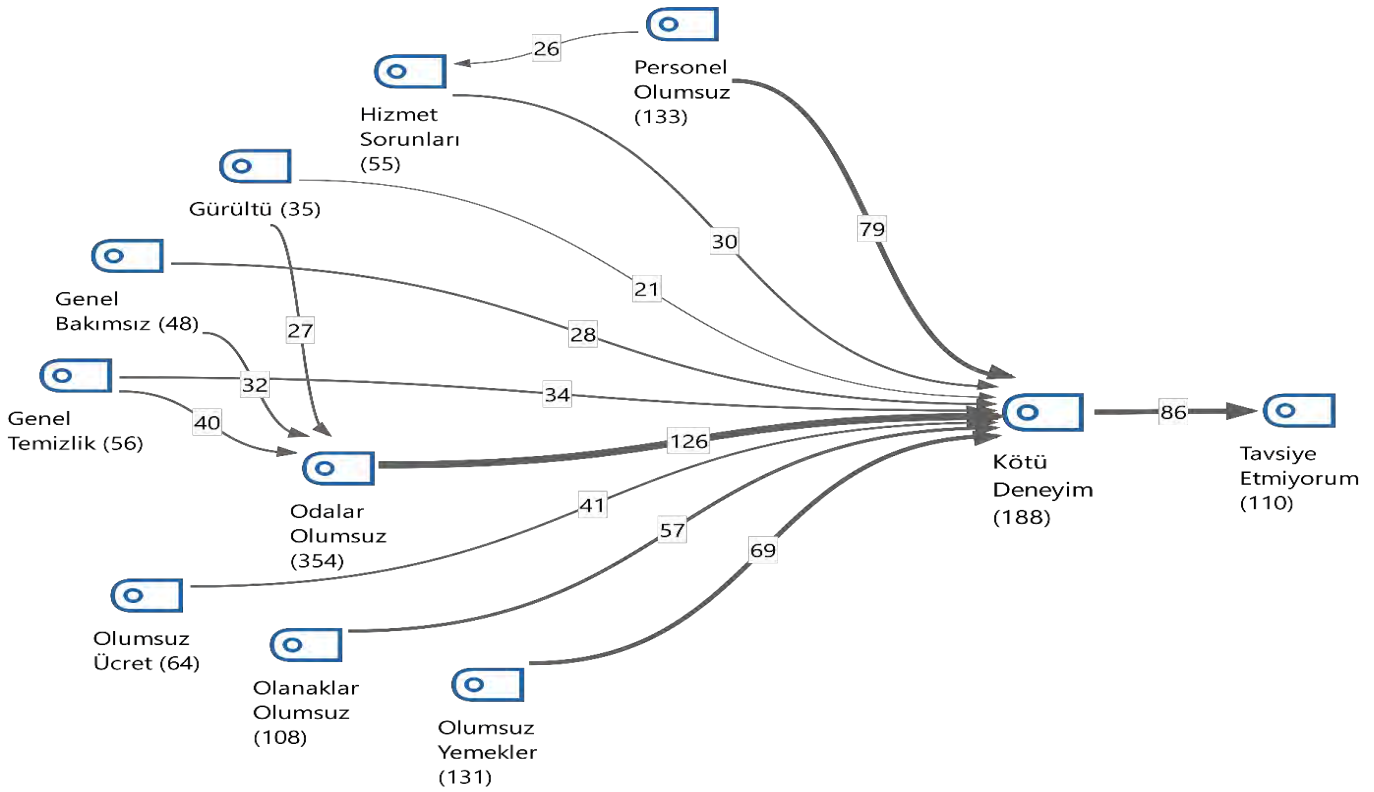 26
Personel
Olumsuz
(133)
Hizmet
Sorunları
(55)
Gürültü (35)
79
30
21
Genel
Bakımsız (48)
27
28
32
34
Genel
Temizlik (56)
40
126
86
Kötü
Deneyim
(188)
Tavsiye
Etmiyorum
(110)
Odalar
Olumsuz
(354)
41
57
69
Olumsuz
Ücret (64)
Olanaklar
Olumsuz
(108)
Olumsuz
Yemekler
(131)